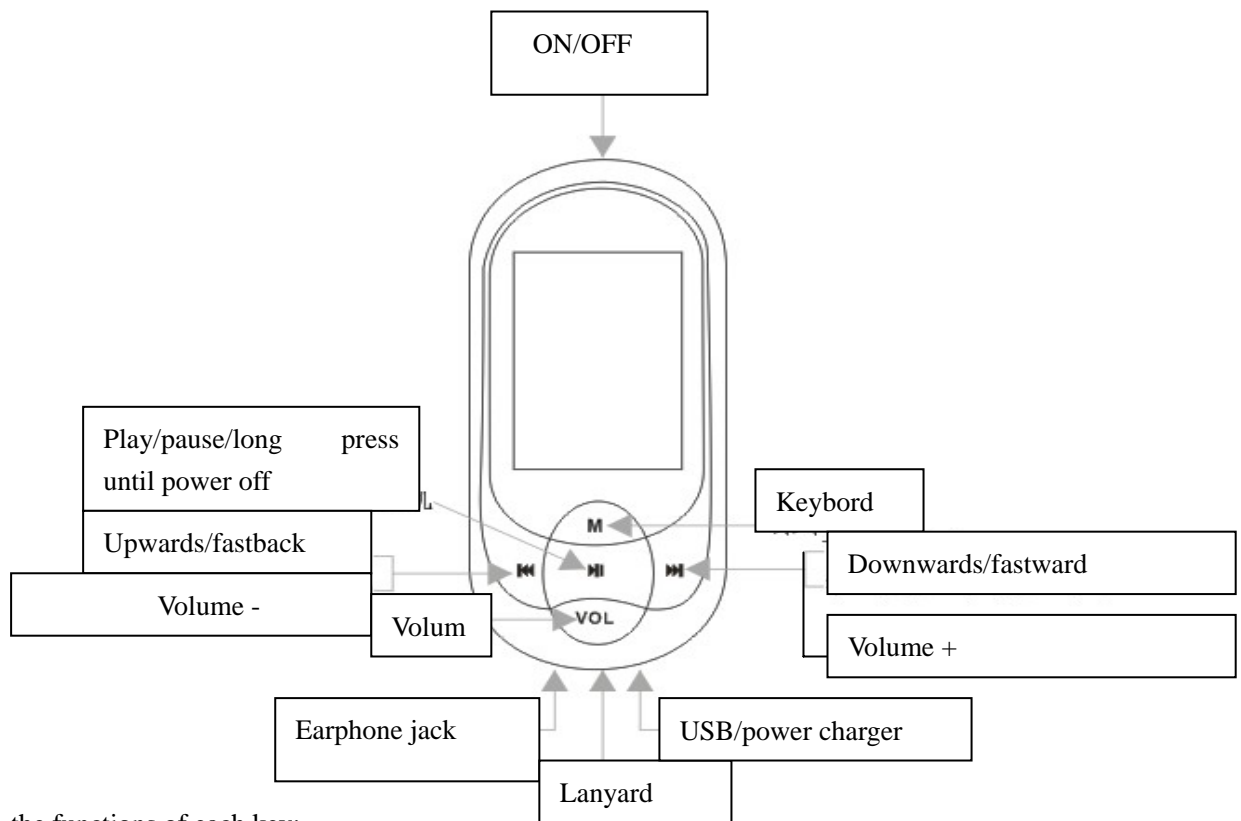 ON/OFF
Play/pause/long press
until power off
Keybord
M
Upwards/fastback
Downwards/fastward
Volume -
Volum
VOL
Volume +
Earphone jack
USB/power charger
Lanyard
the functions of each key